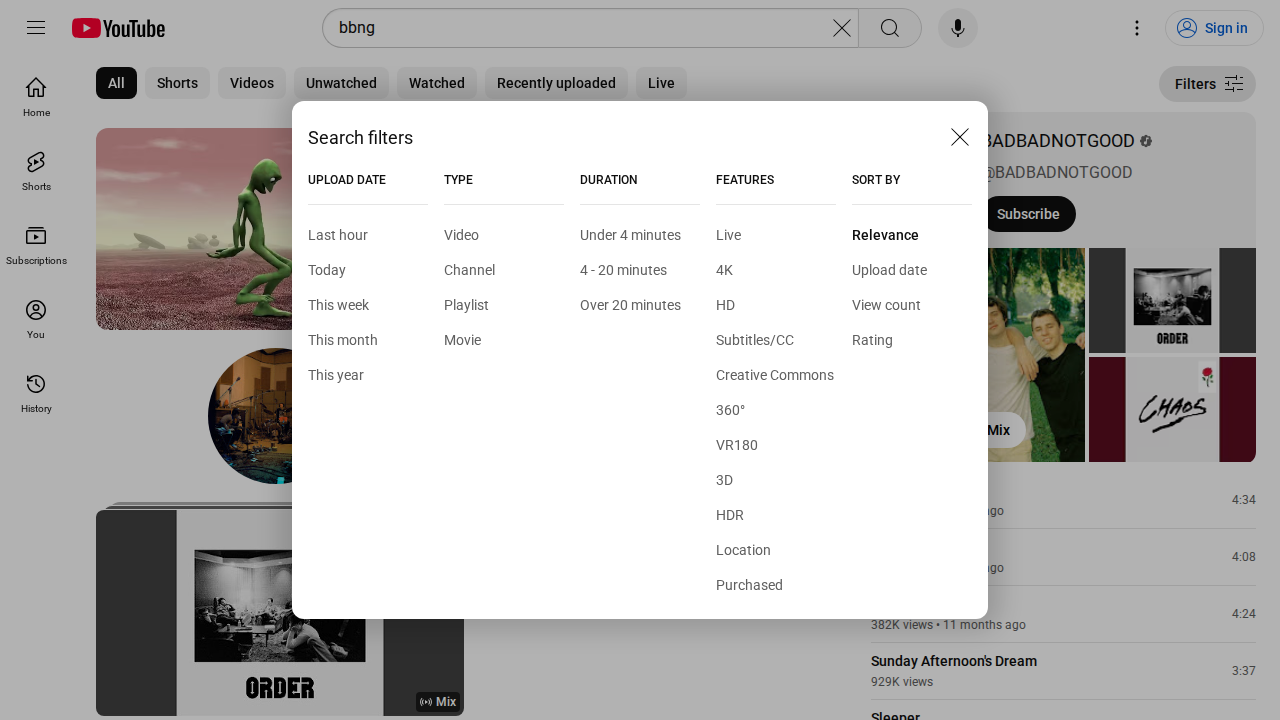 YouTube
bbng
Sign in
All
Shorts
Videos
Unwatched
Watched
Recently uploaded
Live
Filters
Home
Shorts
Subscriptions
You
History
Search filters
UPLOAD DATE
Last hour
Today
This week
This month
This year
TYPE
Video
Channel
Playlist
Movie
DURATION
Under 4 minutes
4 - 20 minutes
Over 20 minutes
FEATURES
Live
4K
HD
Subtitles/CC
Creative Commons
360°
VR180
3D
HDR
Location
Purchased
SORT BY
Relevance
Upload date
View count
Rating
BADBADNOTGOOD
@BADBADNOTGOOD
Subscribe
ORDER
CHAOS
Mix
4:34
ago
4:08
ago
4:24
382K views • 11 months ago
Sunday Afternoon's Dream
3:37
929K views
Sleeper
ORDER
Mix